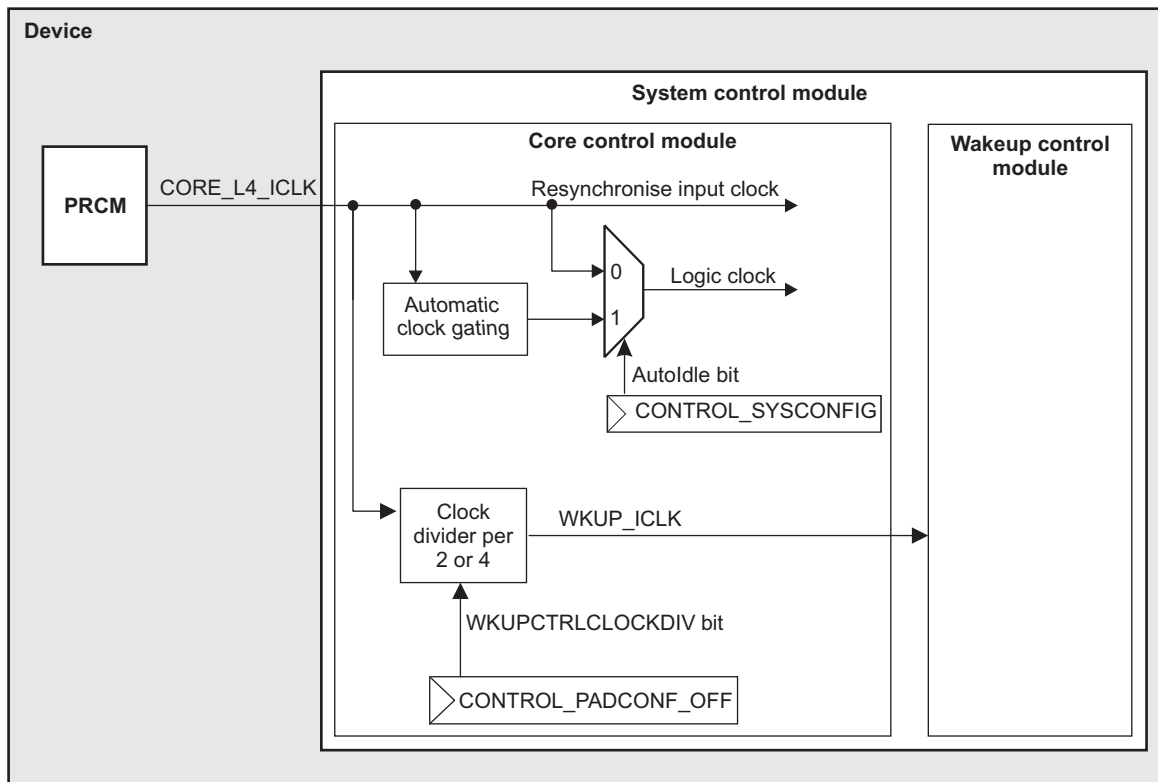 Device
System control module
Core control module
Wakeup control
module
PRCM
CORE_L4_ICLK
Resynchronise input clock
0
Logic clock
Automatic
clock gating
1
AutoIdle bit
CONTROL_SYSCONFIG
Clock
divider per
2 or 4
WKUP_ICLK
WKUPCTRLCLOCKDIV bit
CONTROL_PADCONF_OFF